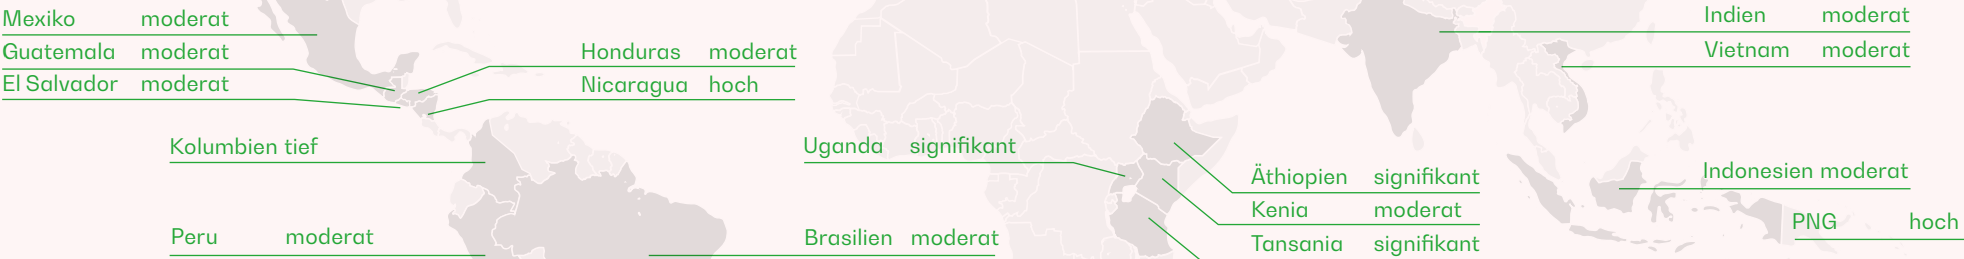 Mexiko moderat
Guatemala moderat
El Salvador moderat
Honduras moderat
Nicaragua hoch
Kolumbien tief
Peru moderat
Brasilien moderat
Uganda signifikant
Äthiopien signifikant
Kenia moderat
Tansania signifikant
Indien moderat
Vietnam moderat
Indonesien moderat
PNG hoch